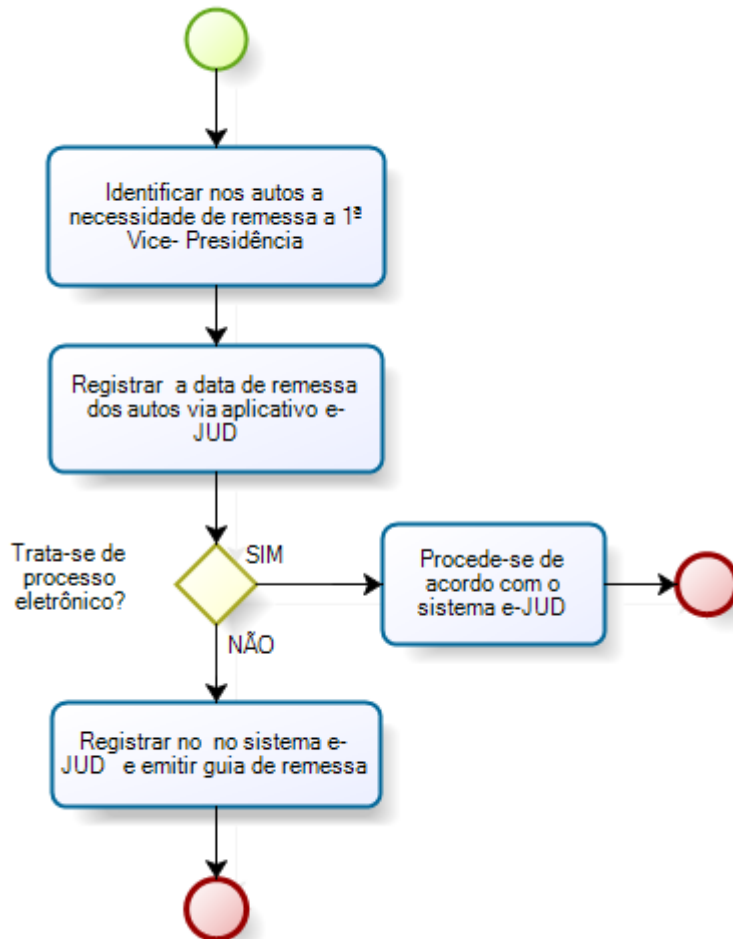 Identificar nos autos a
necessidade de remessa a 1ª
Vice- Presidência
Registrar a data de remessa
dos autos via aplicativo e-
JUD
Trata-se de
processo
eletrônico?
SIM
Procede-se de
acordo com o
sistema e-JUD
NÃO
Registrar no no sistema e-
JUD e emitir guia de remessa